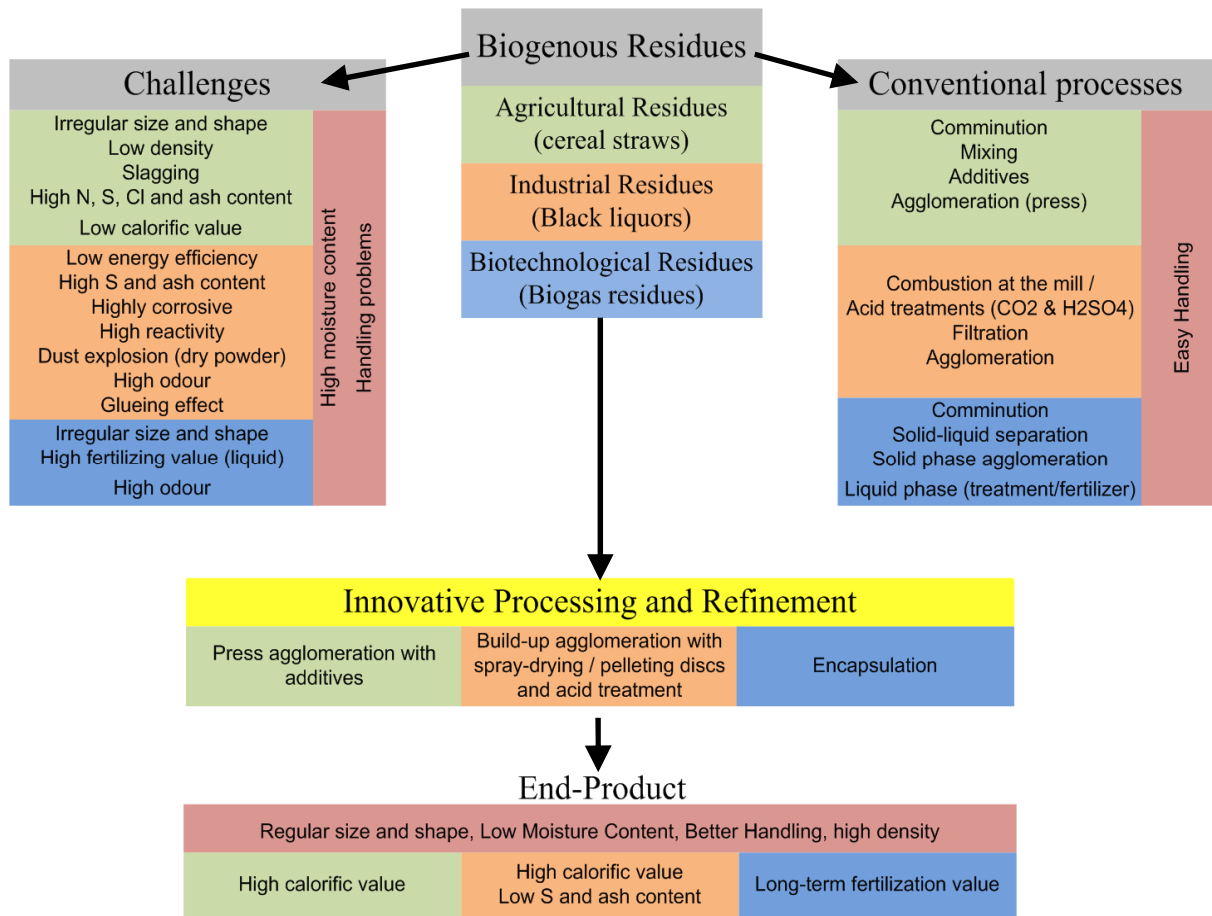 Biogenous Residues
Agricultural Residues
(cereal straws)
Industrial Residues
(Black liquors)
Biotechnological Residues
(Biogas residues)
Challenges
Irregular size and shape
Low density
Slagging
High N, S, Cl and ash content
Low calorific value
Low energy efficiency
High S and ash content
Highly corrosive
High reactivity
Dust explosion (dry powder)
High odour
Glueing effect
Irregular size and shape
High fertilizing value (liquid)
High odour
High moisture content
Handling problems
Conventional processes
Comminution
Mixing
Additives
Agglomeration (press)
Combustion at the mill /
Acid treatments (CO2 & H2SO4)
Filtration
Agglomeration
Comminution
Solid-liquid separation
Solid phase agglomeration
Liquid phase (treatment/fertilizer)
Easy Handling
Innovative Processing and Refinement
Press agglomeration with
additives
Build-up agglomeration with
spray-drying / pelleting discs
and acid treatment
Encapsulation
End-Product
Regular size and shape, Low Moisture Content, Better Handling, high density
High calorific value
High calorific value
Low S and ash content
Long-term fertilization value